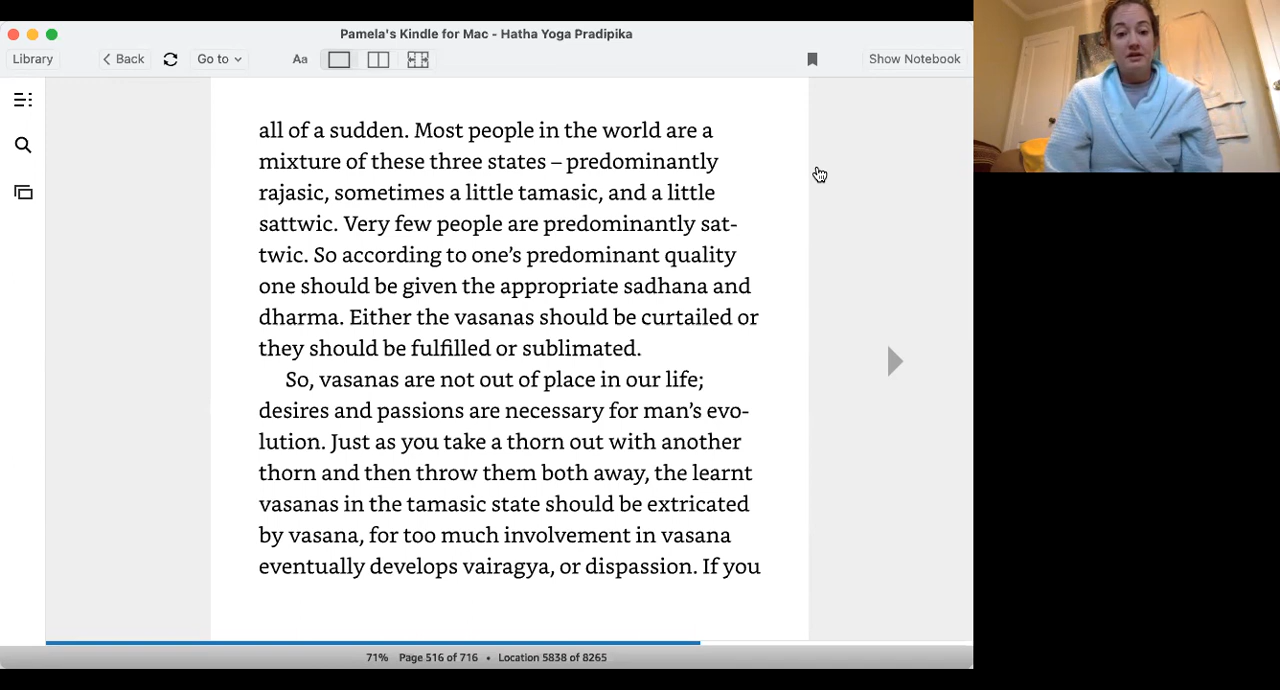 Pamela's Kindle for Mac - Hatha Yoga Pradipika
Library
Back
Go to
Aa
Show Notebook
all of a sudden. Most people in the world are a
mixture of these three states – predominantly
rajasic, sometimes a little tamasic, and a little
sattwic. Very few people are predominantly sat-
twic. So according to one’s predominant quality
one should be given the appropriate sadhana and
dharma. Either the vasanas should be curtailed or
they should be fulfilled or sublimated.
So, vasanas are not out of place in our life;
desires and passions are necessary for man’s evo-
lution. Just as you take a thorn out with another
thorn and then throw them both away, the learnt
vasanas in the tamasic state should be extricated
by vasana, for too much involvement in vasana
eventually develops vairagya, or dispassion. If you
71% Page 516 of 716 • Location 5838 of 8265